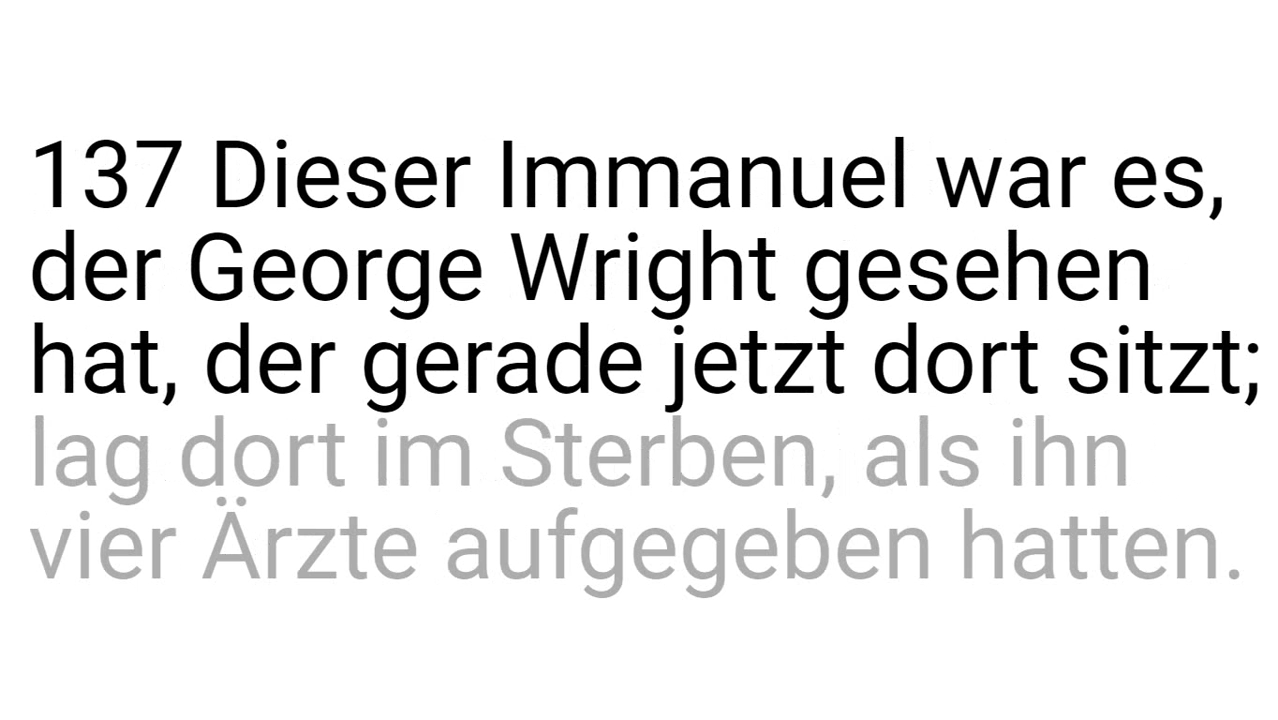 137 Dieser Immanuel war es,
der George Wright gesehen
hat, der gerade jetzt dort sitzt;
lag dort im Sterben, als ihn
vier Ärzte aufgegeben hatten.